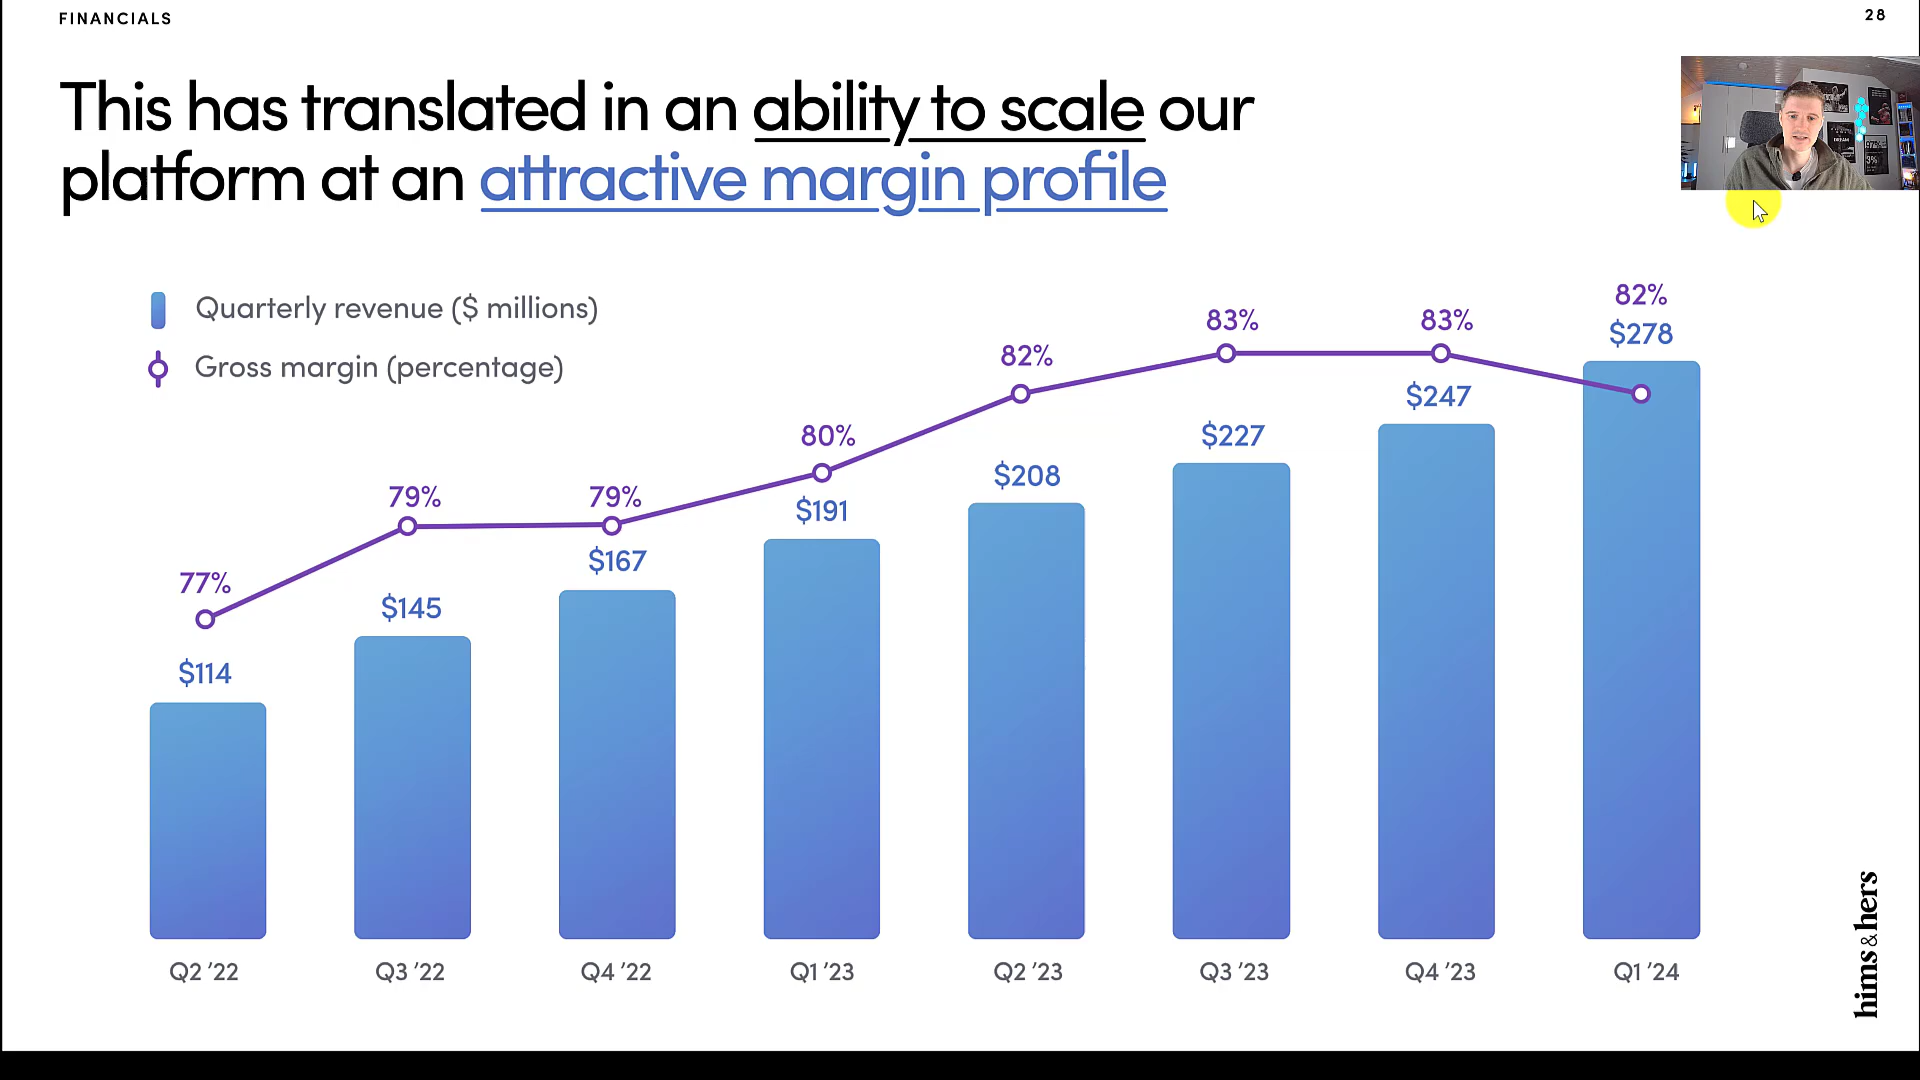 FINANCIALS
28
This has translated in an ability to scale our
platform at an attractive margin profile
Quarterly revenue ($ millions)
Gross margin (percentage)
77%
79%
79%
80%
82%
83%
83%
82%
$114
$145
$167
$191
$208
$227
$247
$278
Q2 ’22
Q3 ’22
Q4 ’22
Q1 ’23
Q2 ’23
Q3 ’23
Q4 ’23
Q1 ’24
hims & hers